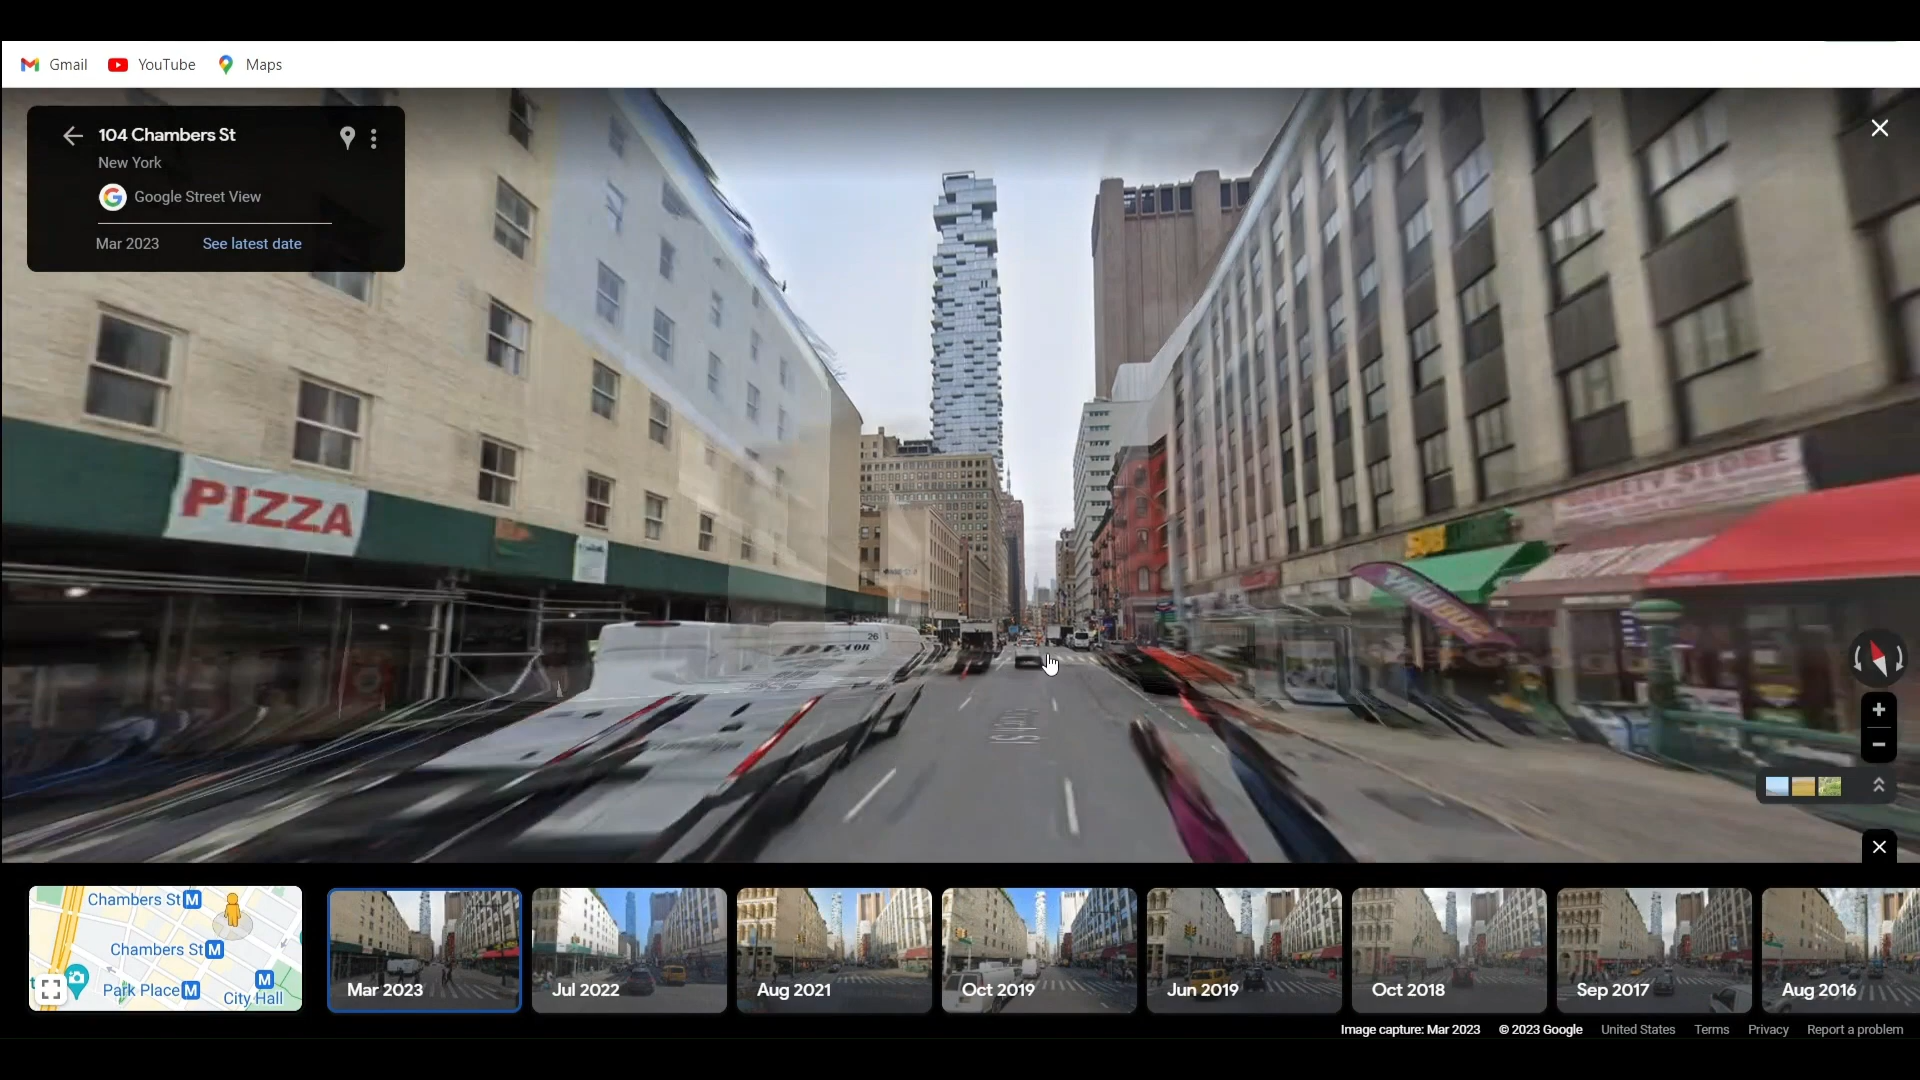 Gmail
YouTube
Maps
104 Chambers St
New York
Google Street View
Mar 2023
See latest date
PIZZA
STORE
26
Chambers St M
Chambers St M
M
Park Place M
City Hall
Mar 2023
Jul 2022
Aug 2021
Oct 2019
Jun 2019
Oct 2018
Sep 2017
Aug 2016
Image capture: Mar 2023
© 2023 Google
United States
Terms
Privacy
Report a problem